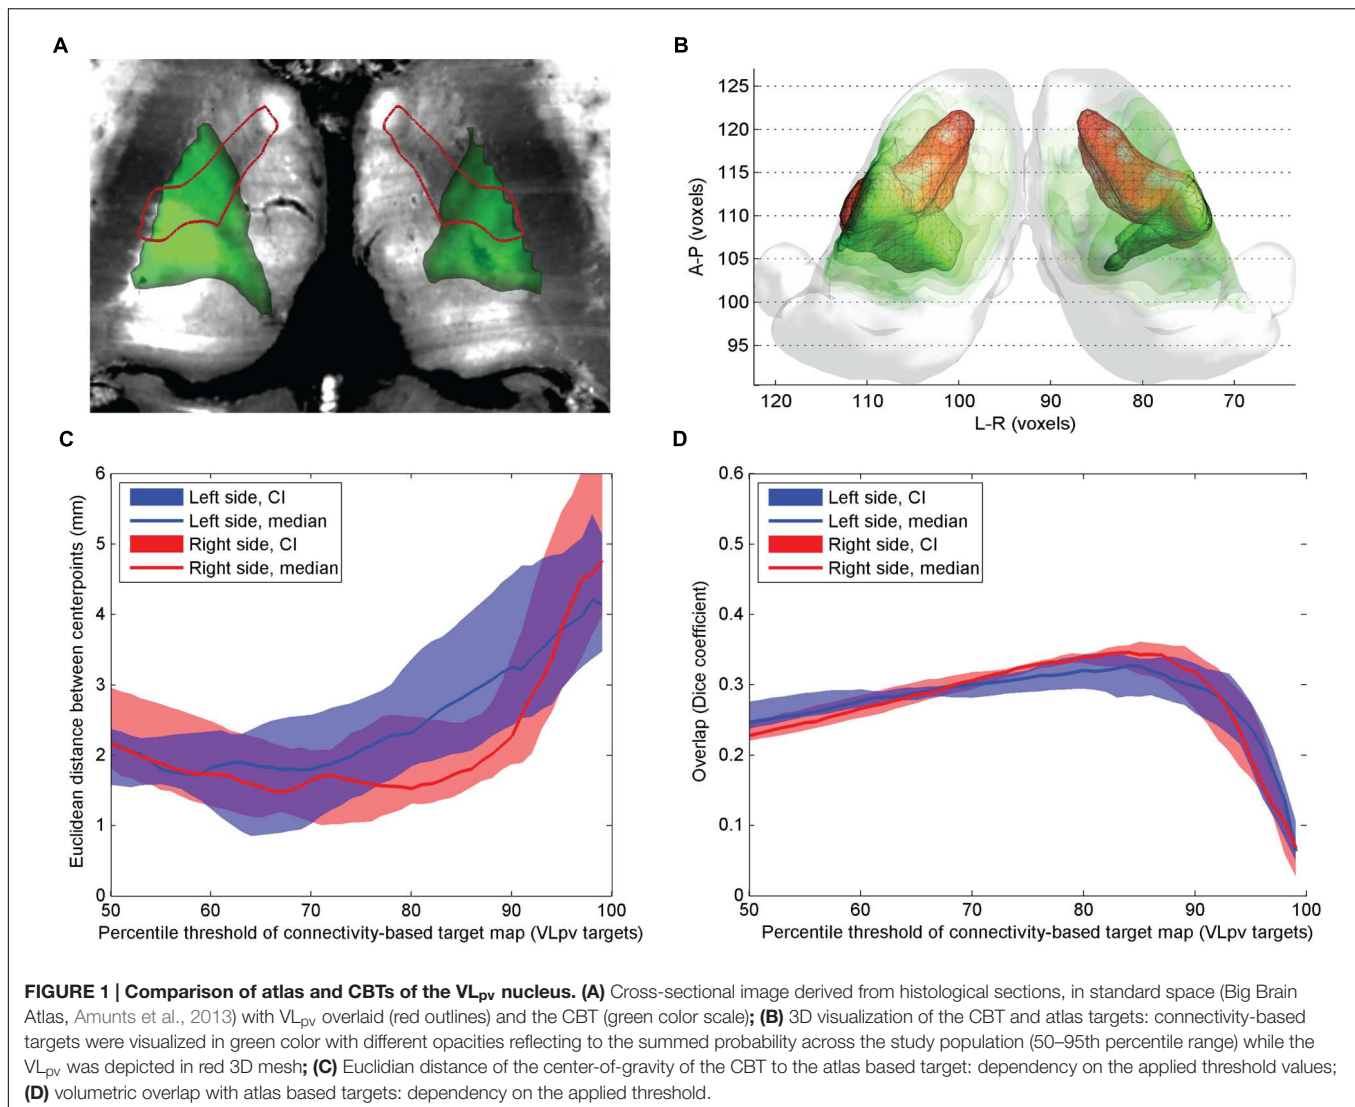 A
B
125
120
115
110
105
100
95
A-P (voxels)
120
110
100
90
80
70
L-R (voxels)
C
6
5
4
3
2
1
0
Euclidean distance between centerpoints (mm)
Left side, CI
Left side, median
Right side, CI
Right side, median
50
60
70
80
90
100
Percentile threshold of connectivity-based target map (VLpv targets)
D
0.6
0.5
0.4
0.3
0.2
0.1
0
Overlap (Dice coefficient)
Left side, CI
Left side, median
Right side, CI
Right side, median
50
60
70
80
90
100
Percentile threshold of connectivity-based target map (VLpv targets)
FIGURE 1 | Comparison of atlas and CBTs of the VLpv nucleus. (A) Cross-sectional image derived from histological sections, in standard space (Big Brain
Atlas, Amunts et al., 2013) with VLpv overlaid (red outlines) and the CBT (green color scale); (B) 3D visualization of the CBT and atlas targets: connectivity-based
targets were visualized in green color with different opacities reflecting to the summed probability across the study population (50–95th percentile range) while the
VLpv was depicted in red 3D mesh; (C) Euclidian distance of the center-of-gravity of the CBT to the atlas based target: dependency on the applied threshold values;
(D) volumetric overlap with atlas based targets: dependency on the applied threshold.